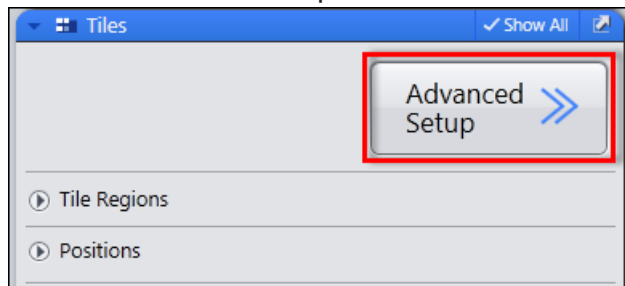 Tiles
Show All
Advanced
Setup
Tile Regions
Positions